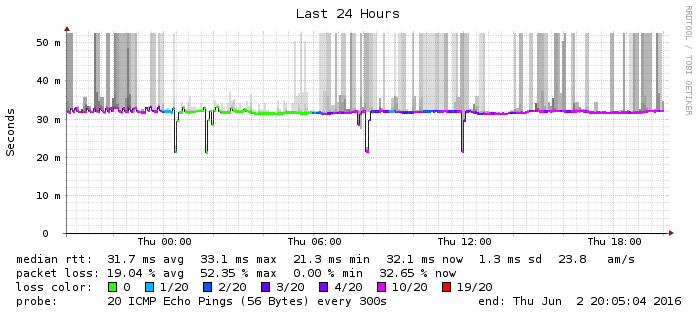 Last 24 Hours
RRDTOOL / TOBI OETIKER
Seconds
50 m
40 m
30 m
20 m
10 m
0
Thu 00:00 Thu 06:00 Thu 12:00 Thu 18:00
median rtt: 31.7 ms avg 33.1 ms max 21.3 ms min 32.1 ms now 1.3 ms sd 23.8 am/s
packet loss: 19.04 % avg 52.35 % max 0.00 % min 32.65 % now
loss color: 0 1/20 2/20 3/20 4/20 10/20 19/20
probe: 20 ICMP Echo Pings (56 Bytes) every 300s end: Thu Jun 2 20:05:04 2016